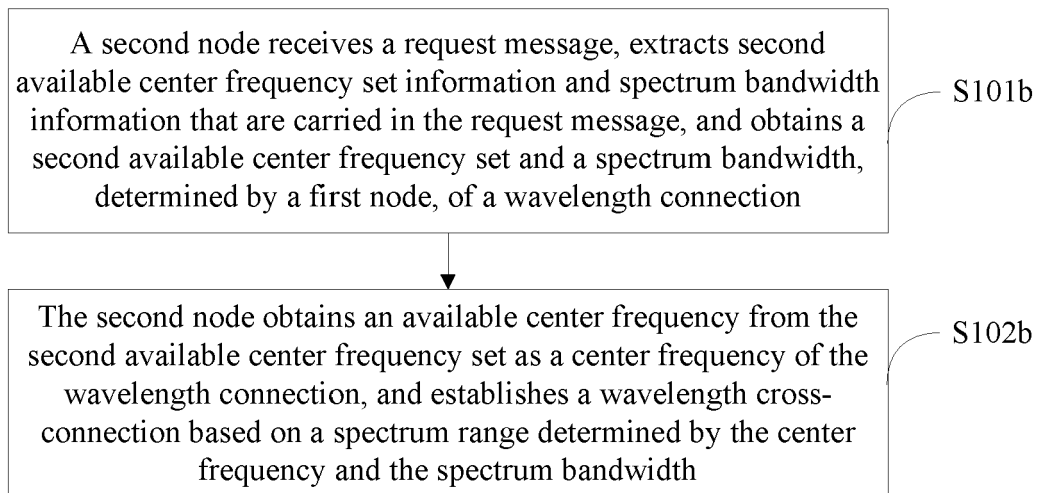 A second node receives a request message, extracts second
available center frequency set information and spectrum bandwidth
information that are carried in the request message, and obtains a
second available center frequency set and a spectrum bandwidth,
determined by a first node, of a wavelength connection
S101b
The second node obtains an available center frequency from the
second available center frequency set as a center frequency of the
wavelength connection, and establishes a wavelength cross-
connection based on a spectrum range determined by the center
frequency and the spectrum bandwidth
S102b